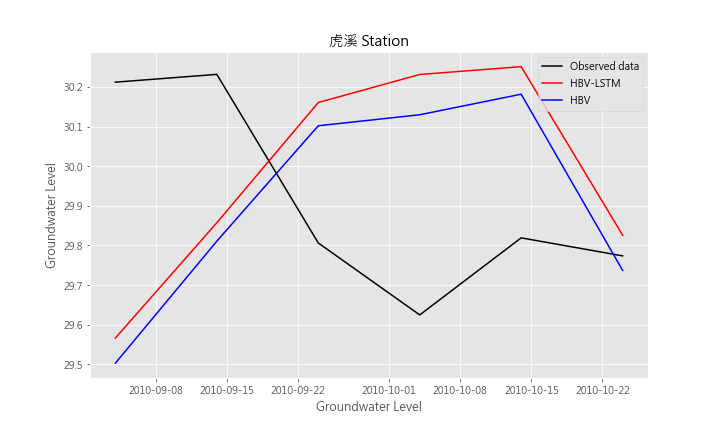 虎溪 Station
Observed data
HBV-LSTM
HBV
Groundwater Level
30.2
30.1
30.0
29.9
29.8
29.7
29.6
29.5
2010-09-08
2010-09-15
2010-09-22
2010-10-01
2010-10-08
2010-10-15
2010-10-22
Groundwater Level